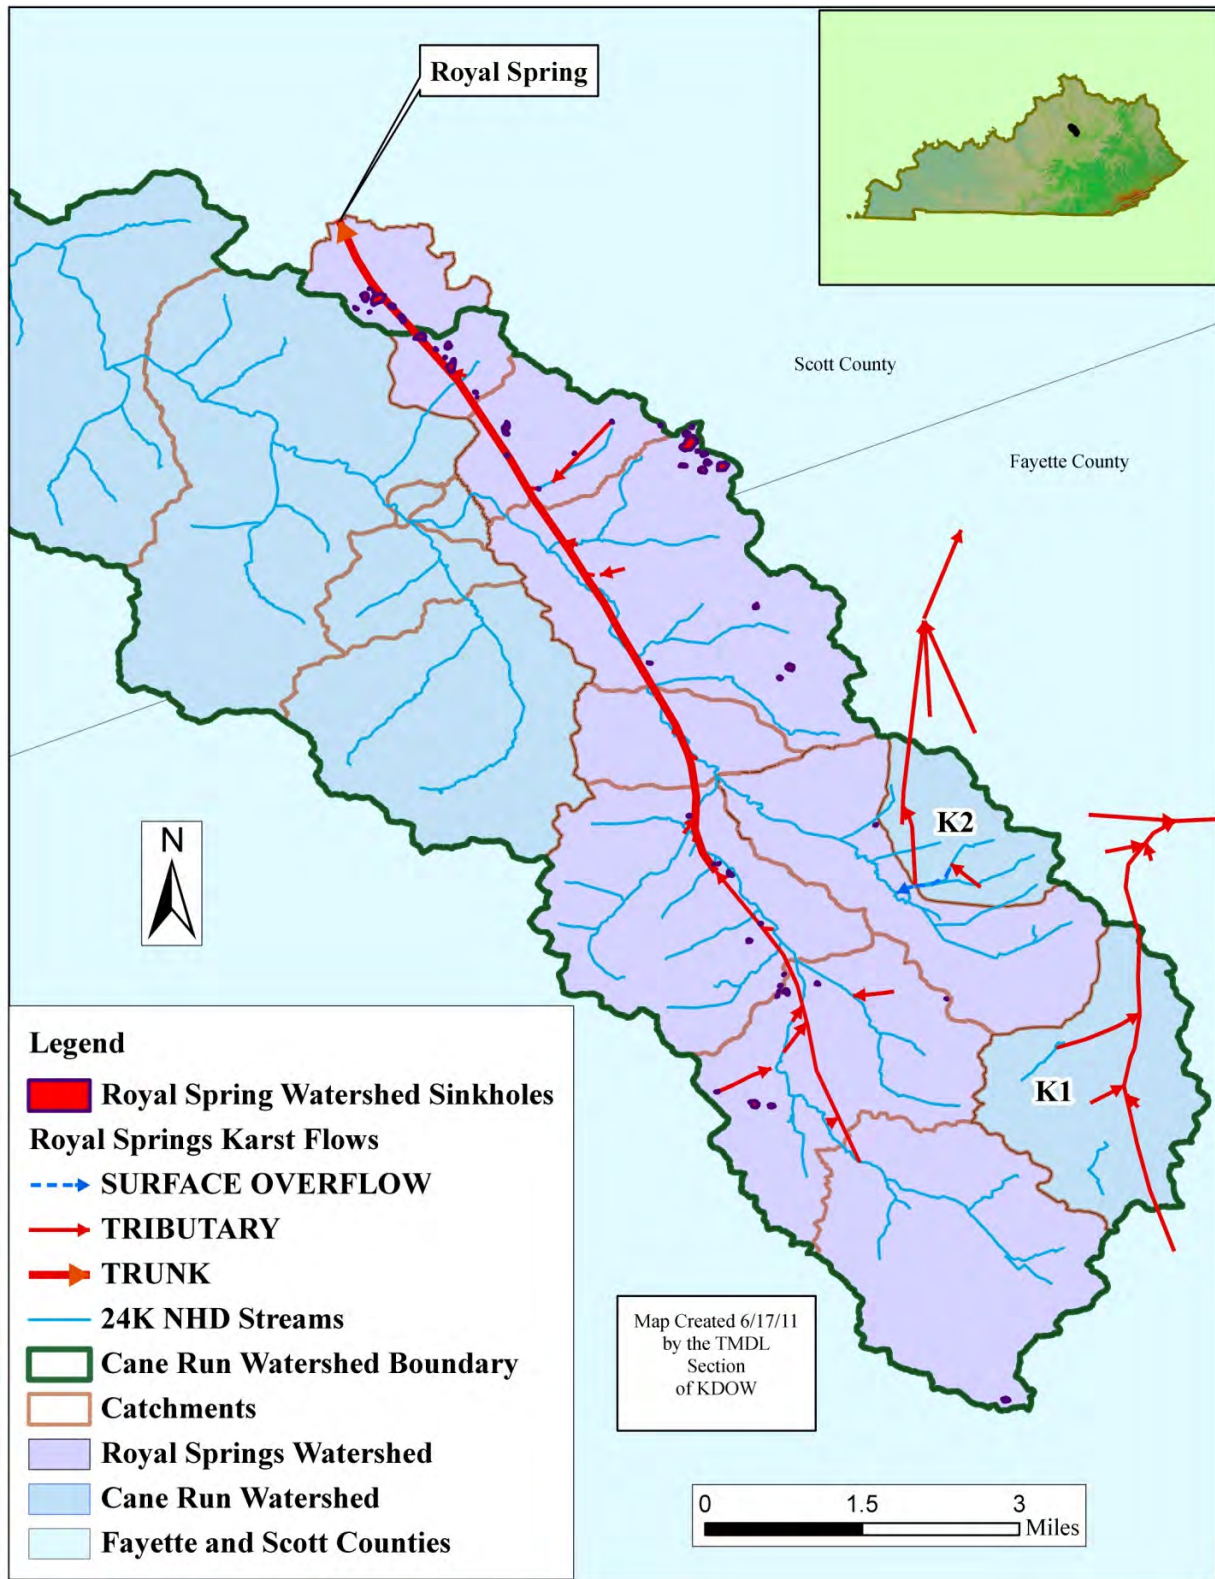 Royal Spring
Scott County
Fayette County
K2
N
K1
Legend
Royal Spring Watershed Sinkholes
Royal Springs Karst Flows
SURFACE OVERFLOW
TRIBUTARY
TRUNK
24K NHD Streams
Cane Run Watershed Boundary
Catchments
Royal Springs Watershed
Cane Run Watershed
Fayette and Scott Counties
Map Created 6/17/11
by the TMDL
Section
of KDOW
0 1.5 3
Miles